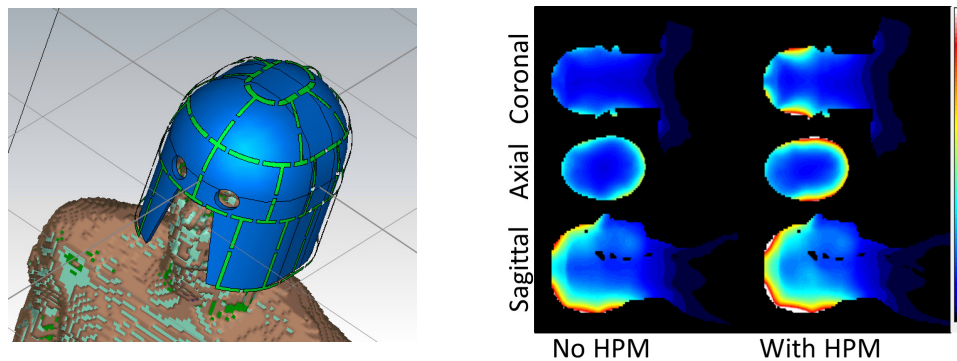 Coronal
Axial
Sagittal
No HPM
With HPM